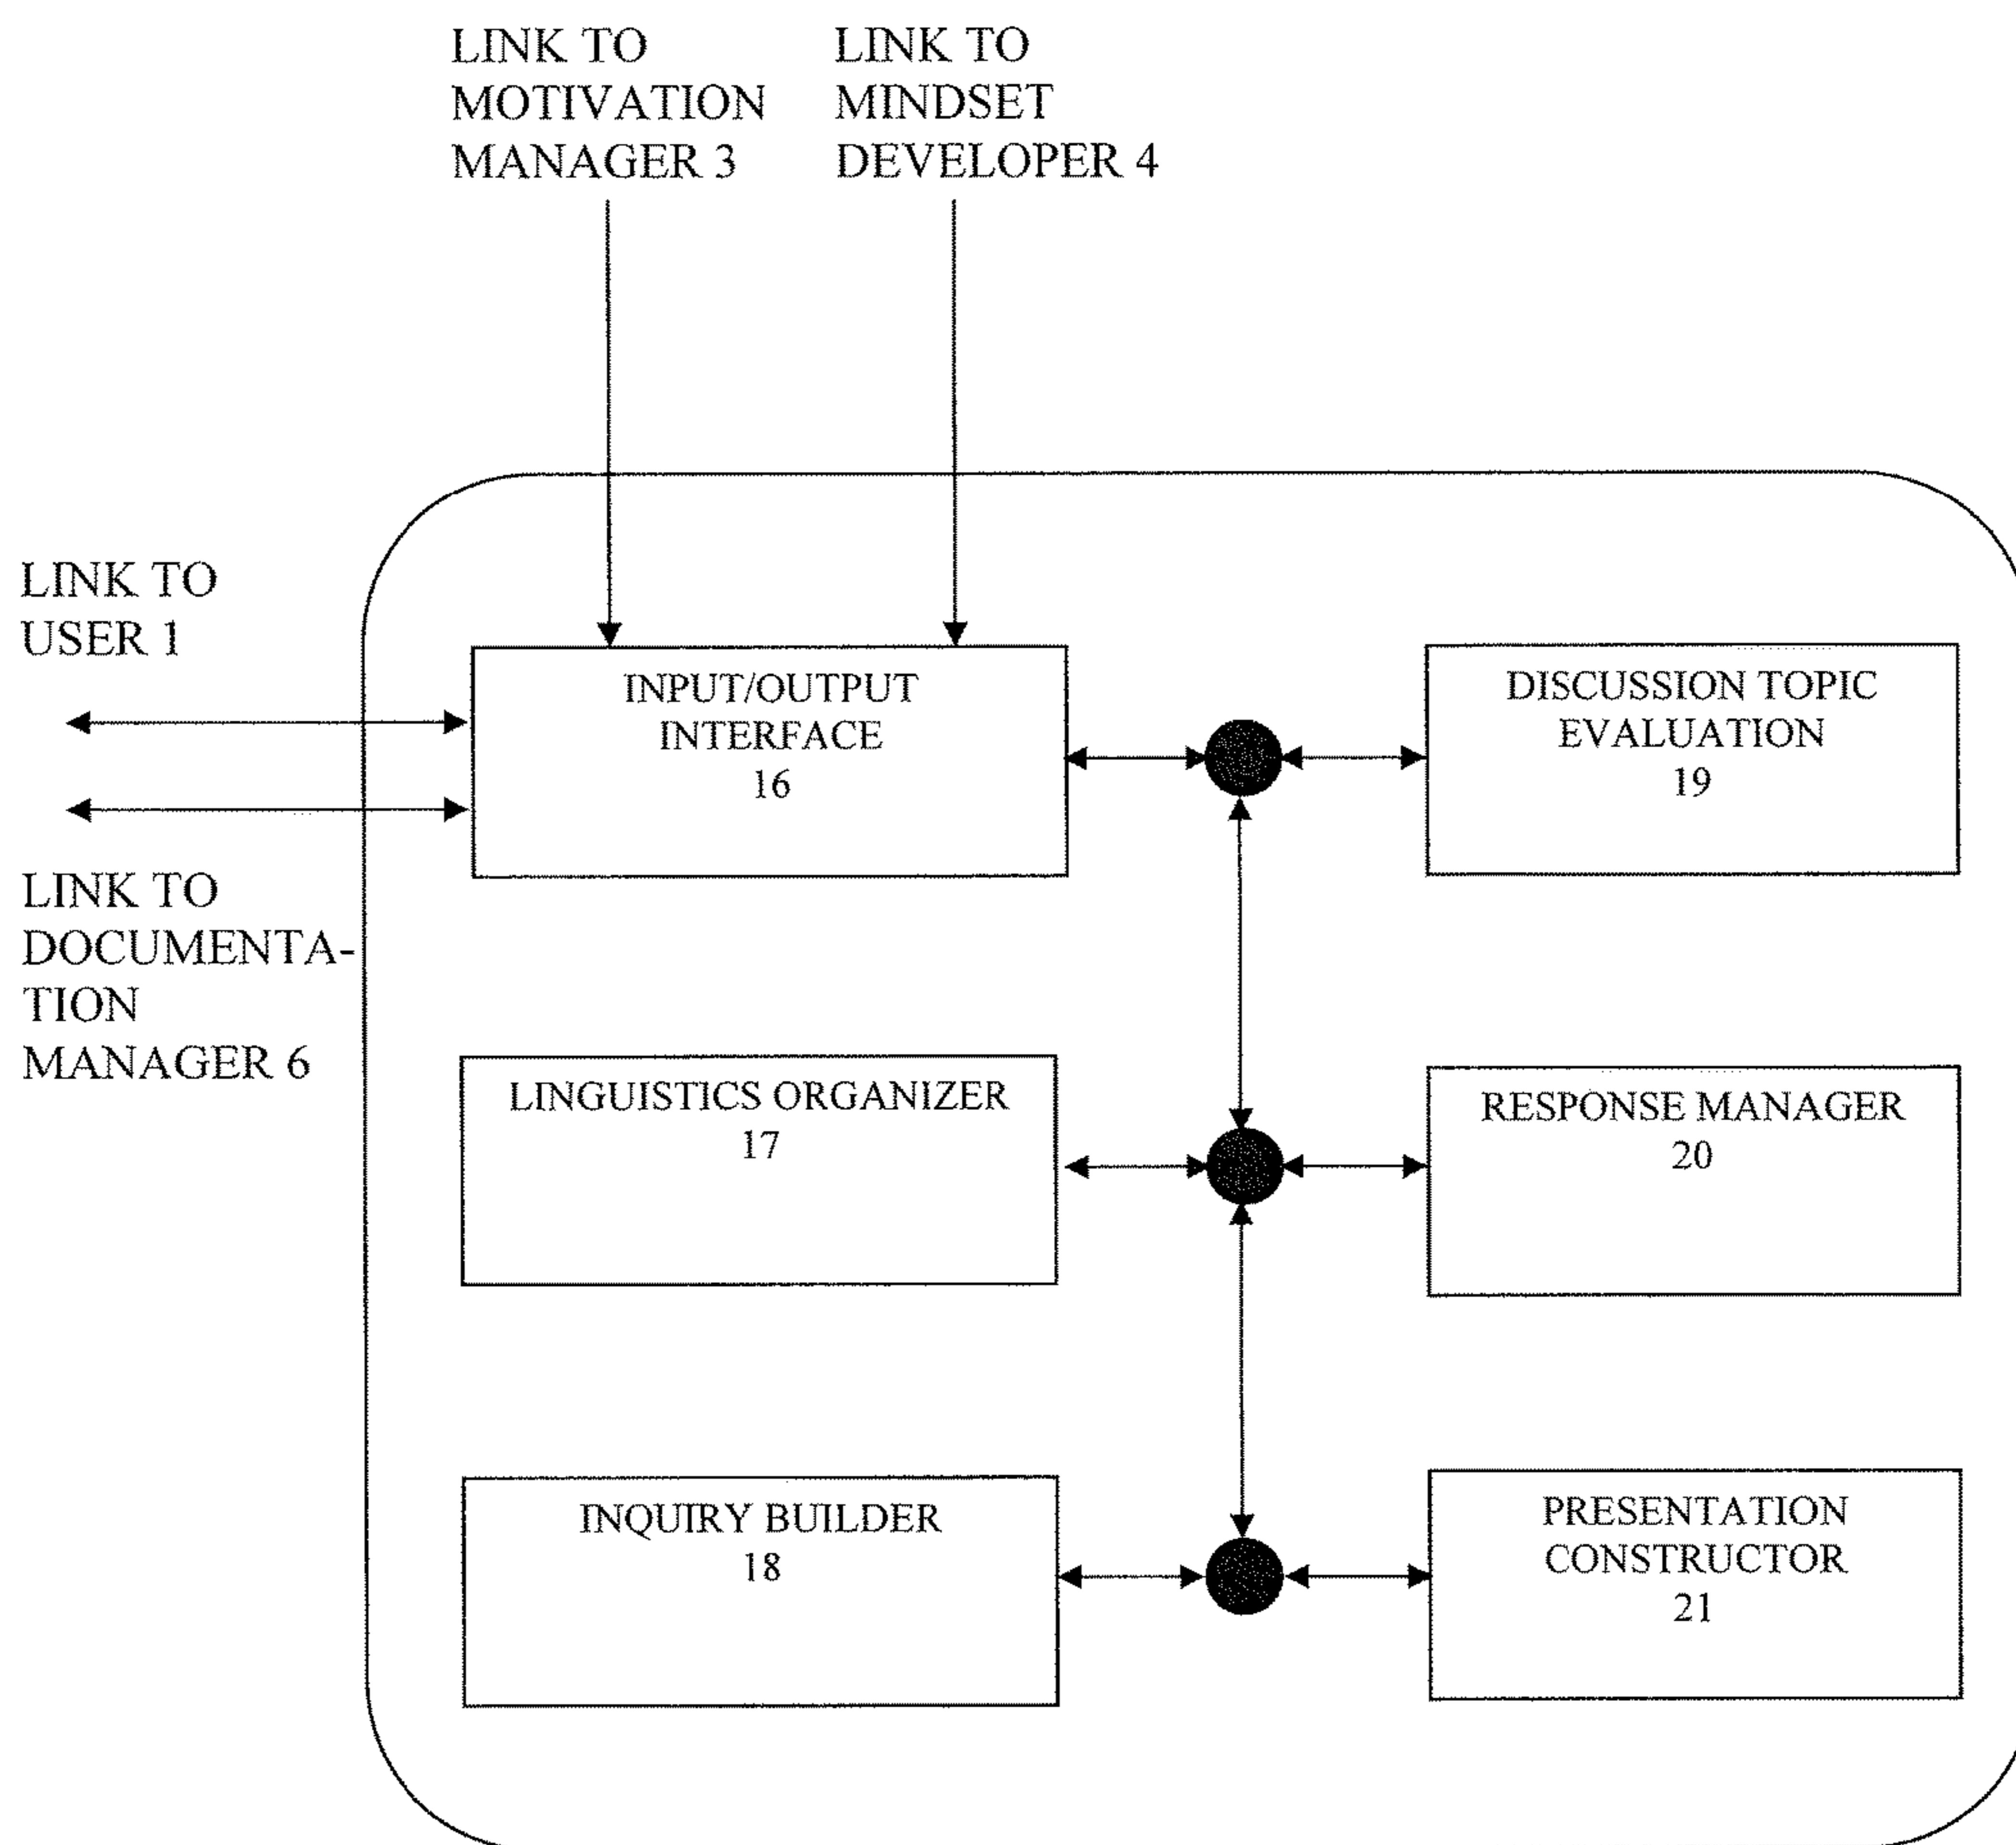 LINK TO
MOTIVATION
MANAGER 3
LINK TO
MINDSET
DEVELOPER 4
LINK TO
USER 1
LINK TO
DOCUMENTA-
TION
MANAGER 6
INPUT/OUTPUT
INTERFACE
16
DISCUSSION TOPIC
EVALUATION
19
LINGUISTICS ORGANIZER
17
RESPONSE MANAGER
20
INQUIRY BUILDER
18
PRESENTATION
CONSTRUCTOR
21